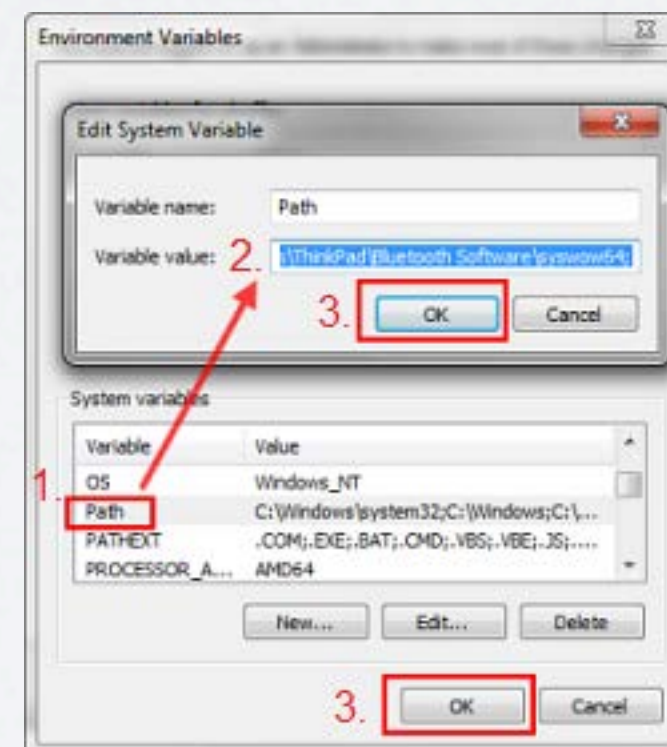 Environment Variables
Edit System Variable
Variable name: Path
Variable value: 2. s\ThinkPad\Bluetooth Software\syswow64;
3. OK Cancel
System variables
Variable Value
OS Windows_NT
1. Path C:\Windows\system32;C:\Windows;C:\,...
PATHEXT .COM;.EXE;.BAT;.CMD;.VBS;.VBE;.JS;....
PROCESSOR_A... AMD64
New... Edit... Delete
3. OK Cancel